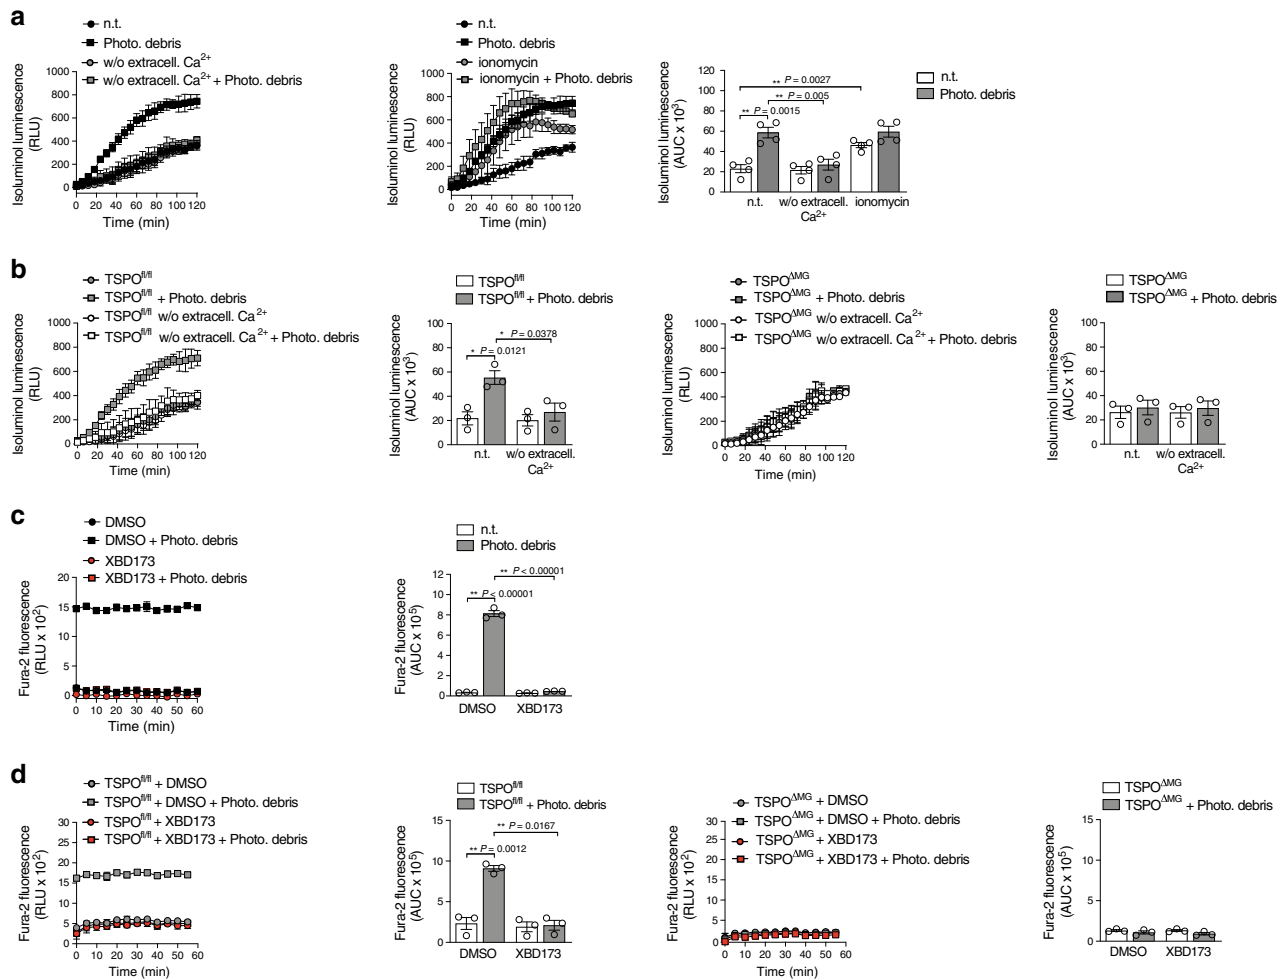 a
n.t.
Photo. debris
w/o extracell. Ca2+
w/o extracell. Ca2+ + Photo. debris
Isoluminol luminescence
(RLU)
1000
800
600
400
200
0
0 20 40 60 80 100 120
Time (min)
n.t.
Photo. debris
ionomycin
ionomycin + Photo. debris
Isoluminol luminescence
(RLU)
1000
800
600
400
200
0
0 20 40 60 80 100 120
Time (min)
n.t.
Photo. debris
Isoluminol luminescence
(AUC x 10³)
120
100
80
60
40
20
0
** P = 0.0027
** P = 0.005
** P = 0.0015
n.t. w/o extracell. Ca2+ ionomycin
b
TSPOfl/fl
TSPOfl/fl + Photo. debris
TSPOfl/fl w/o extracell. Ca2+
TSPOfl/fl w/o extracell. Ca2+ + Photo. debris
Isoluminol luminescence
(RLU)
1000
800
600
400
200
0
0 20 40 60 80 100 120
Time (min)
TSPOfl/fl
TSPOfl/fl + Photo. debris
Isoluminol luminescence
(AUC x 10³)
100
80
60
40
20
0
* P = 0.0378
* P = 0.0121
n.t. w/o extracell.
Ca2+
TSPOΔMG
TSPOΔMG + Photo. debris
TSPOΔMG w/o extracell. Ca2+
TSPOΔMG w/o extracell. Ca2+ + Photo. debris
Isoluminol luminescence
(RLU)
1000
800
600
400
200
0
0 20 40 60 80 100 120
Time (min)
TSPOΔMG
TSPOΔMG + Photo. debris
Isoluminol luminescence
(AUC x 10³)
100
80
60
40
20
0
n.t. w/o extracell.
Ca2+
c
DMSO
DMSO + Photo. debris
XBD173
XBD173 + Photo. debris
Fura-2 fluorescence
(RLU x 10²)
20
15
10
5
0
0 10 20 30 40 50 60
Time (min)
n.t.
Photo. debris
Fura-2 fluorescence
(AUC x 10⁵)
12
10
8
6
4
2
0
** P < 0.00001
** P < 0.00001
DMSO XBD173
d
TSPOfl/fl + DMSO
TSPOfl/fl + DMSO + Photo. debris
TSPOfl/fl + XBD173
TSPOfl/fl + XBD173 + Photo. debris
Fura-2 fluorescence
(RLU x 10²)
30
25
20
15
10
5
0
0 10 20 30 40 50 60
Time (min)
TSPOfl/fl
TSPOfl/fl + Photo. debris
Fura-2 fluorescence
(AUC x 10⁵)
15
10
5
0
** P = 0.0167
** P = 0.0012
DMSO XBD173
TSPOΔMG + DMSO
TSPOΔMG + DMSO + Photo. debris
TSPOΔMG + XBD173
TSPOΔMG + XBD173 + Photo. debris
Fura-2 fluorescence
(RLU x 10²)
30
25
20
15
10
5
0
0 10 20 30 40 50 60
Time (min)
TSPOΔMG
TSPOΔMG + Photo. debris
Fura-2 fluorescence
(AUC x 10⁵)
15
10
5
0
DMSO XBD173